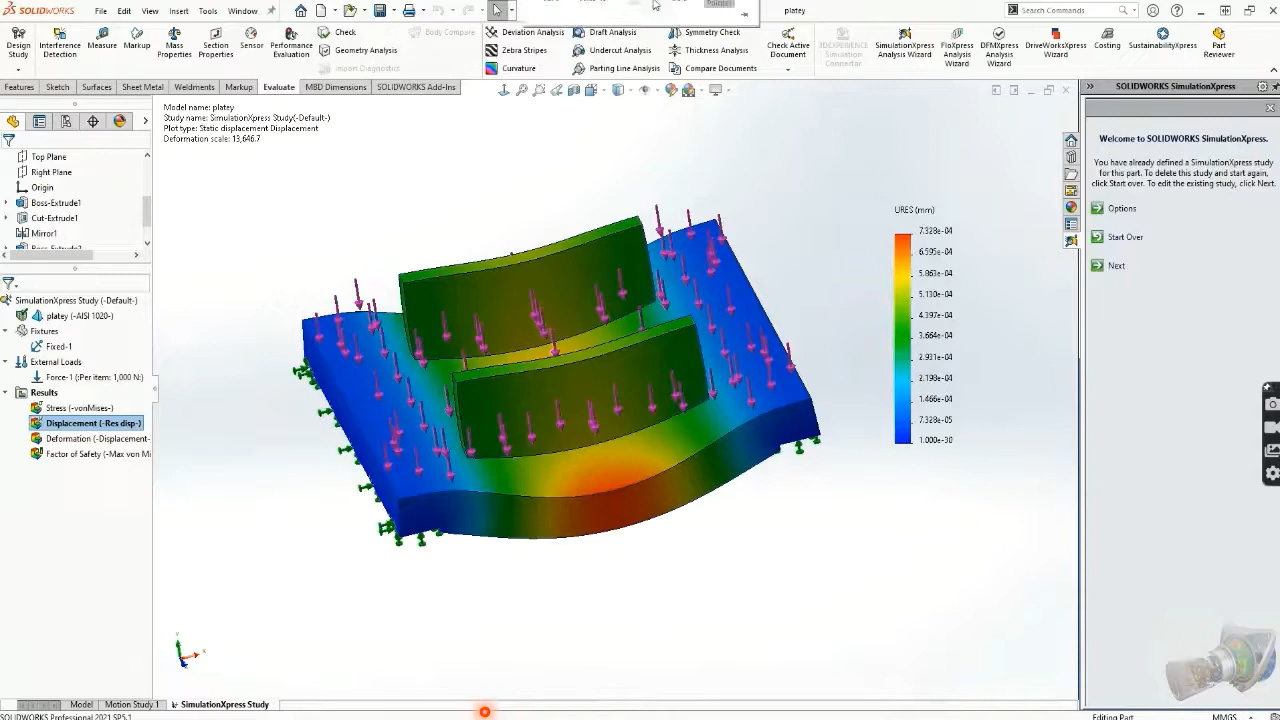 SOLIDWORKS
File Edit View Insert Tools Window
platey
Search Commands
Design Study
Interference Detection
Measure
Markup
Mass Properties
Section Properties
Sensor
Performance Evaluation
Check
Geometry Analysis
Import Diagnostics
Body Compare
Deviation Analysis
Zebra Stripes
Curvature
Draft Analysis
Undercut Analysis
Parting Line Analysis
Symmetry Check
Thickness Analysis
Compare Documents
Check Active Document
3DEXPERIENCE Simulation Connector
SimulationXpress Analysis Wizard
FloXpress Analysis Wizard
DFMXpress Analysis Wizard
DriveWorksXpress Wizard
Costing
SustainabilityXpress
Part Reviewer
Features Sketch Surfaces Sheet Metal Weldments Markup Evaluate MBD Dimensions SOLIDWORKS Add-Ins
SOLIDWORKS SimulationXpress
Model name: platey
Study name: SimulationXpress Study(-Default-)
Plot type: Static displacement Displacement
Deformation scale: 13,646.7
Top Plane
Right Plane
Origin
Boss-Extrude1
Cut-Extrude1
Mirror1
SimulationXpress Study (-Default-)
platey (-AISI 1020-)
Fixtures
Fixed-1
External Loads
Force-1 (:Per item: 1,000 N:)
Results
Stress (-vonMises-)
Displacement (-Res disp-)
Deformation (-Displacement-
Factor of Safety (-Max von Mi
URES (mm)
7.328e-04
6.595e-04
5.863e-04
5.130e-04
4.397e-04
3.664e-04
2.931e-04
2.198e-04
1.466e-04
7.328e-05
1.000e-30
Welcome to SOLIDWORKS SimulationXpress.
You have already defined a SimulationXpress study
for this part. To delete this study and start again,
click Start over. To edit the existing study, click Next.
Options
Start Over
Next
Y
X
Model Motion Study 1 SimulationXpress Study
SOLIDWORKS Professional 2021 SP5.1
Editing Part
MMGS